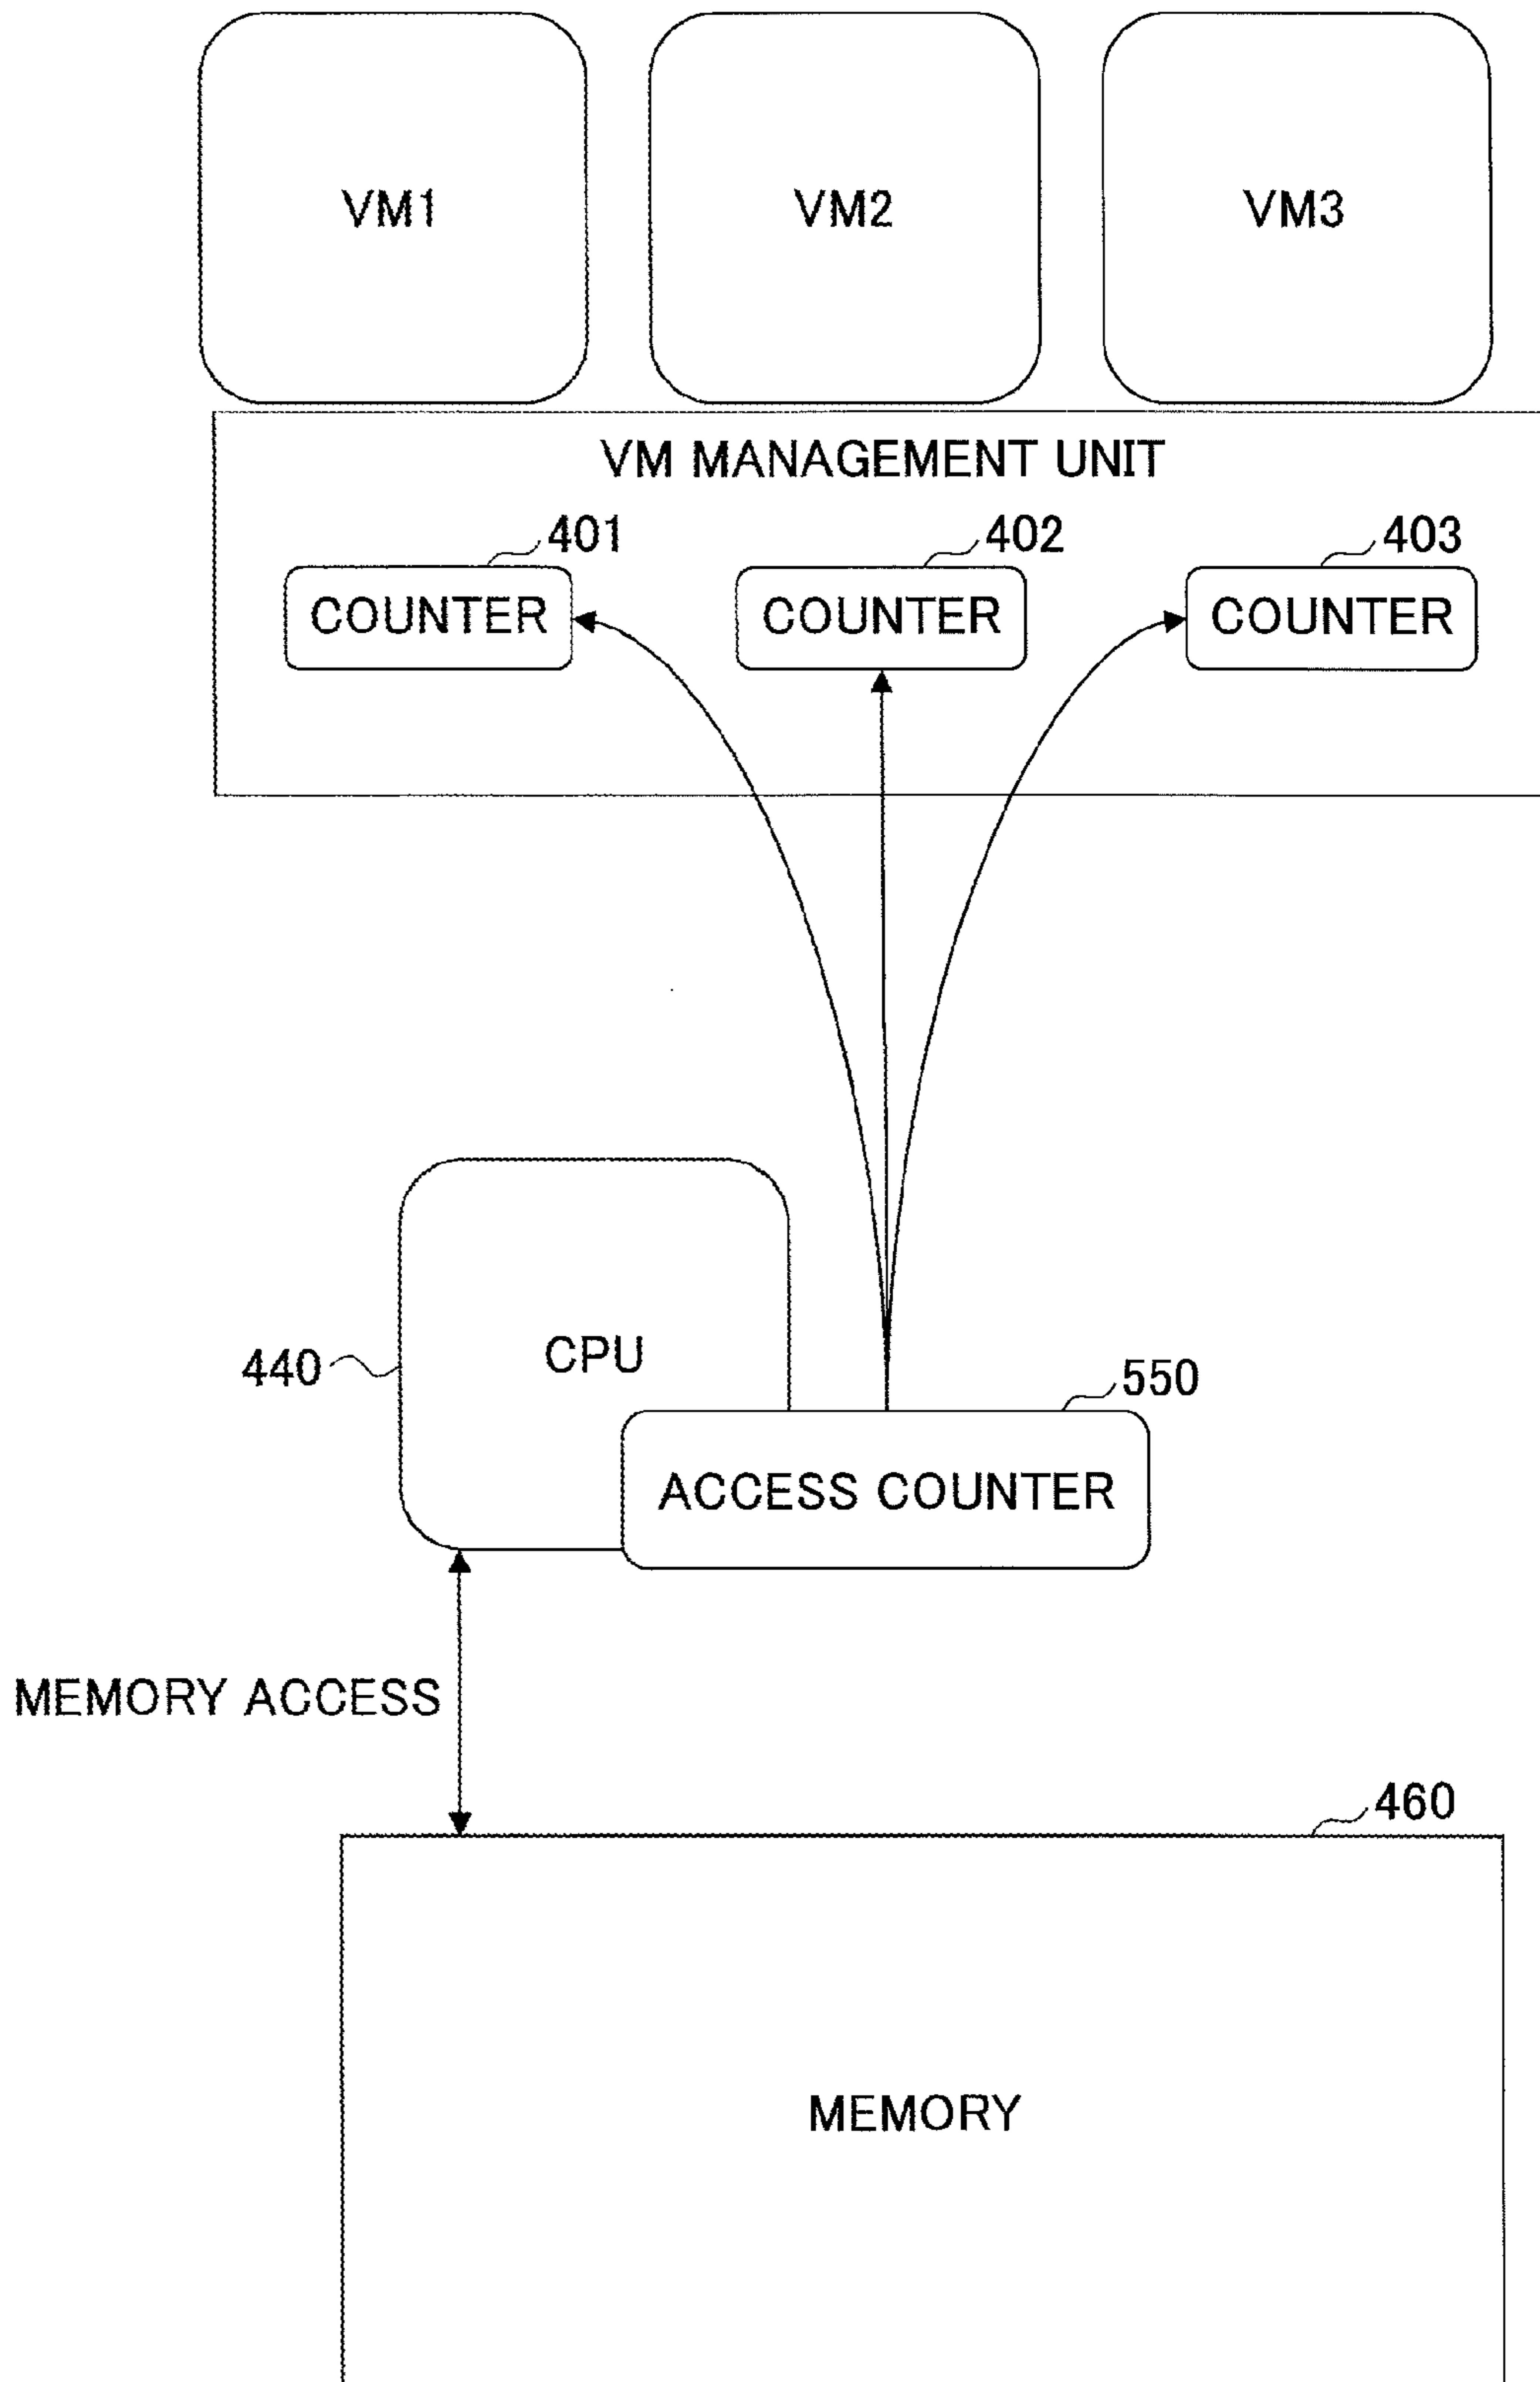 VM1
VM2
VM3
VM MANAGEMENT UNIT
401
402
403
COUNTER
COUNTER
COUNTER
CPU
440
550
ACCESS COUNTER
MEMORY ACCESS
460
MEMORY